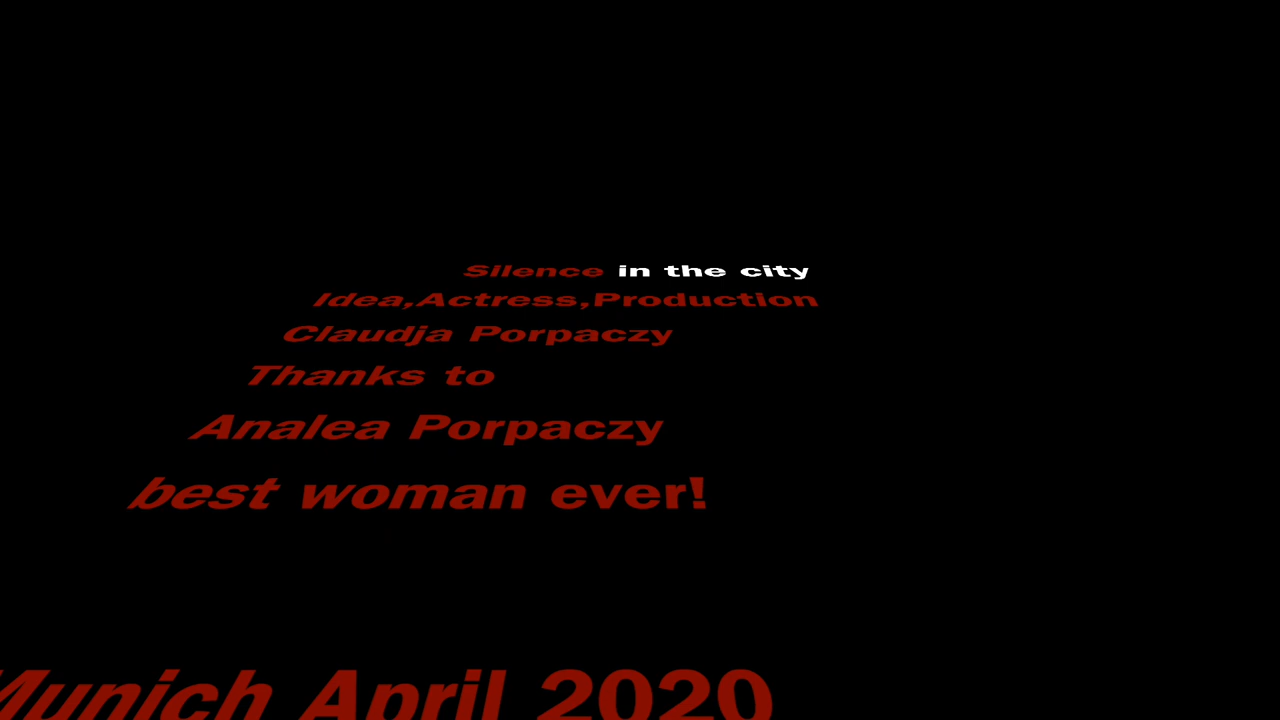 Silence in the city
Idea,Actress,Production
Claudja Porpaczy
Thanks to
Analea Porpaczy
best woman ever!
Munich April 2020